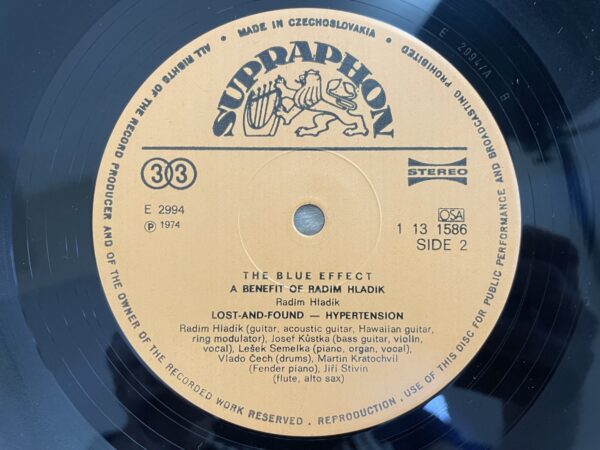 MADE IN CZECHOSLOVAKIA
SUPRAPHON
33
STEREO
E 2994
Ⓟ 1974
OSA
1 13 1586
SIDE 2
THE BLUE EFFECT
A BENEFIT OF RADIM HLADIK
Radim Hladík
LOST-AND-FOUND — HYPERTENSION
Radim Hladík (guitar, acoustic guitar, Hawaiian guitar,
ring modulator), Josef Kůstka (bass guitar, violin,
vocal), Lešek Semelka (piano, organ, vocal),
Vlado Čech (drums), Martin Kratochvíl
(Fender piano), Jiří Stivín
(flute, alto sax)
ALL RIGHTS OF THE RECORD PRODUCER AND OF THE OWNER OF THE RECORDED WORK RESERVED . REPRODUCTION , USE OF THIS DISC FOR PUBLIC PERFORMANCE AND BROADCASTING PROHIBITED
E 2994/A B